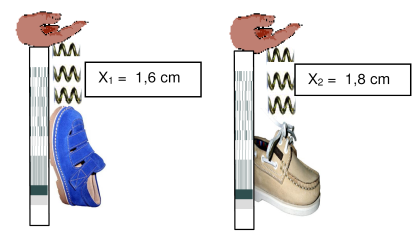 X₁ = 1,6 cm
X₂ = 1,8 cm